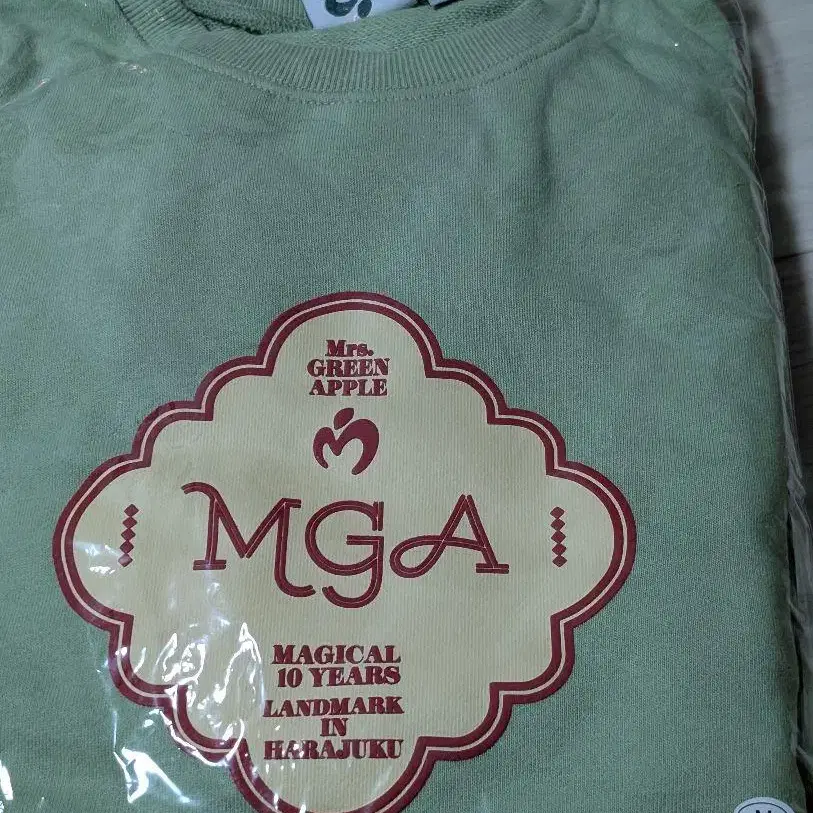 Mrs.
GREEN
APPLE
MGA
MAGICAL
10 YEARS
LANDMARK
IN
HARAJUKU